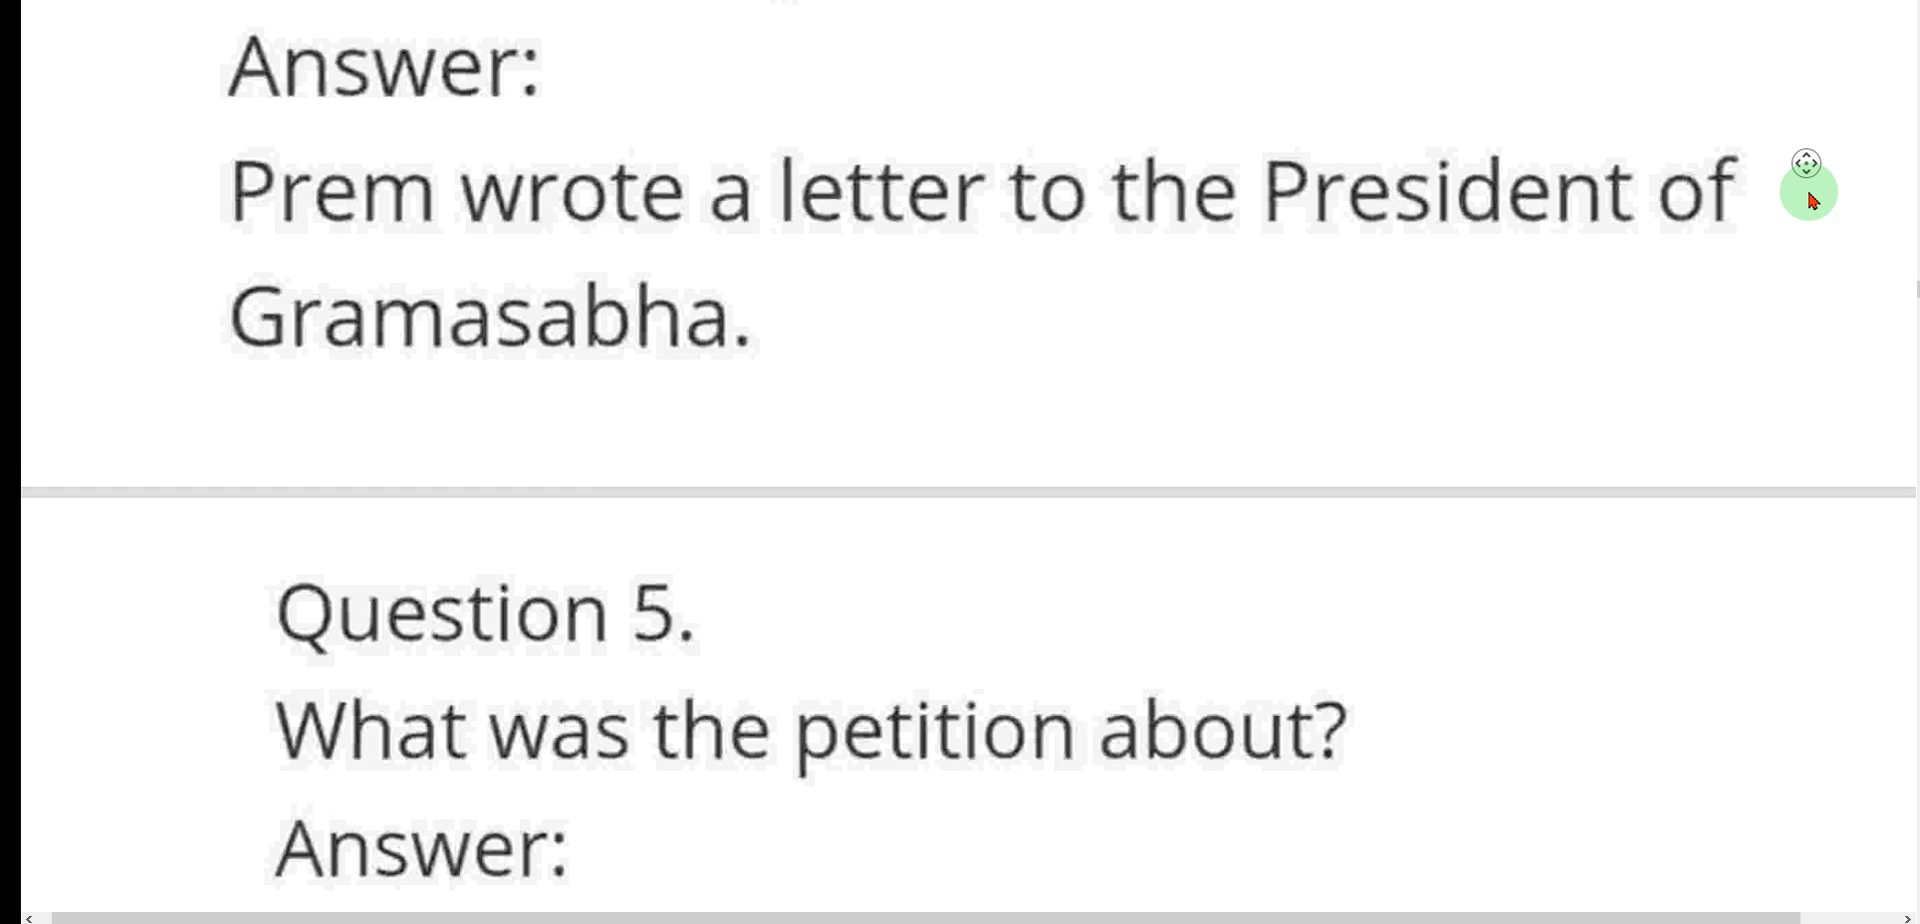 Answer:
Prem wrote a letter to the President of
Gramasabha.
Question 5.
What was the petition about?
Answer: